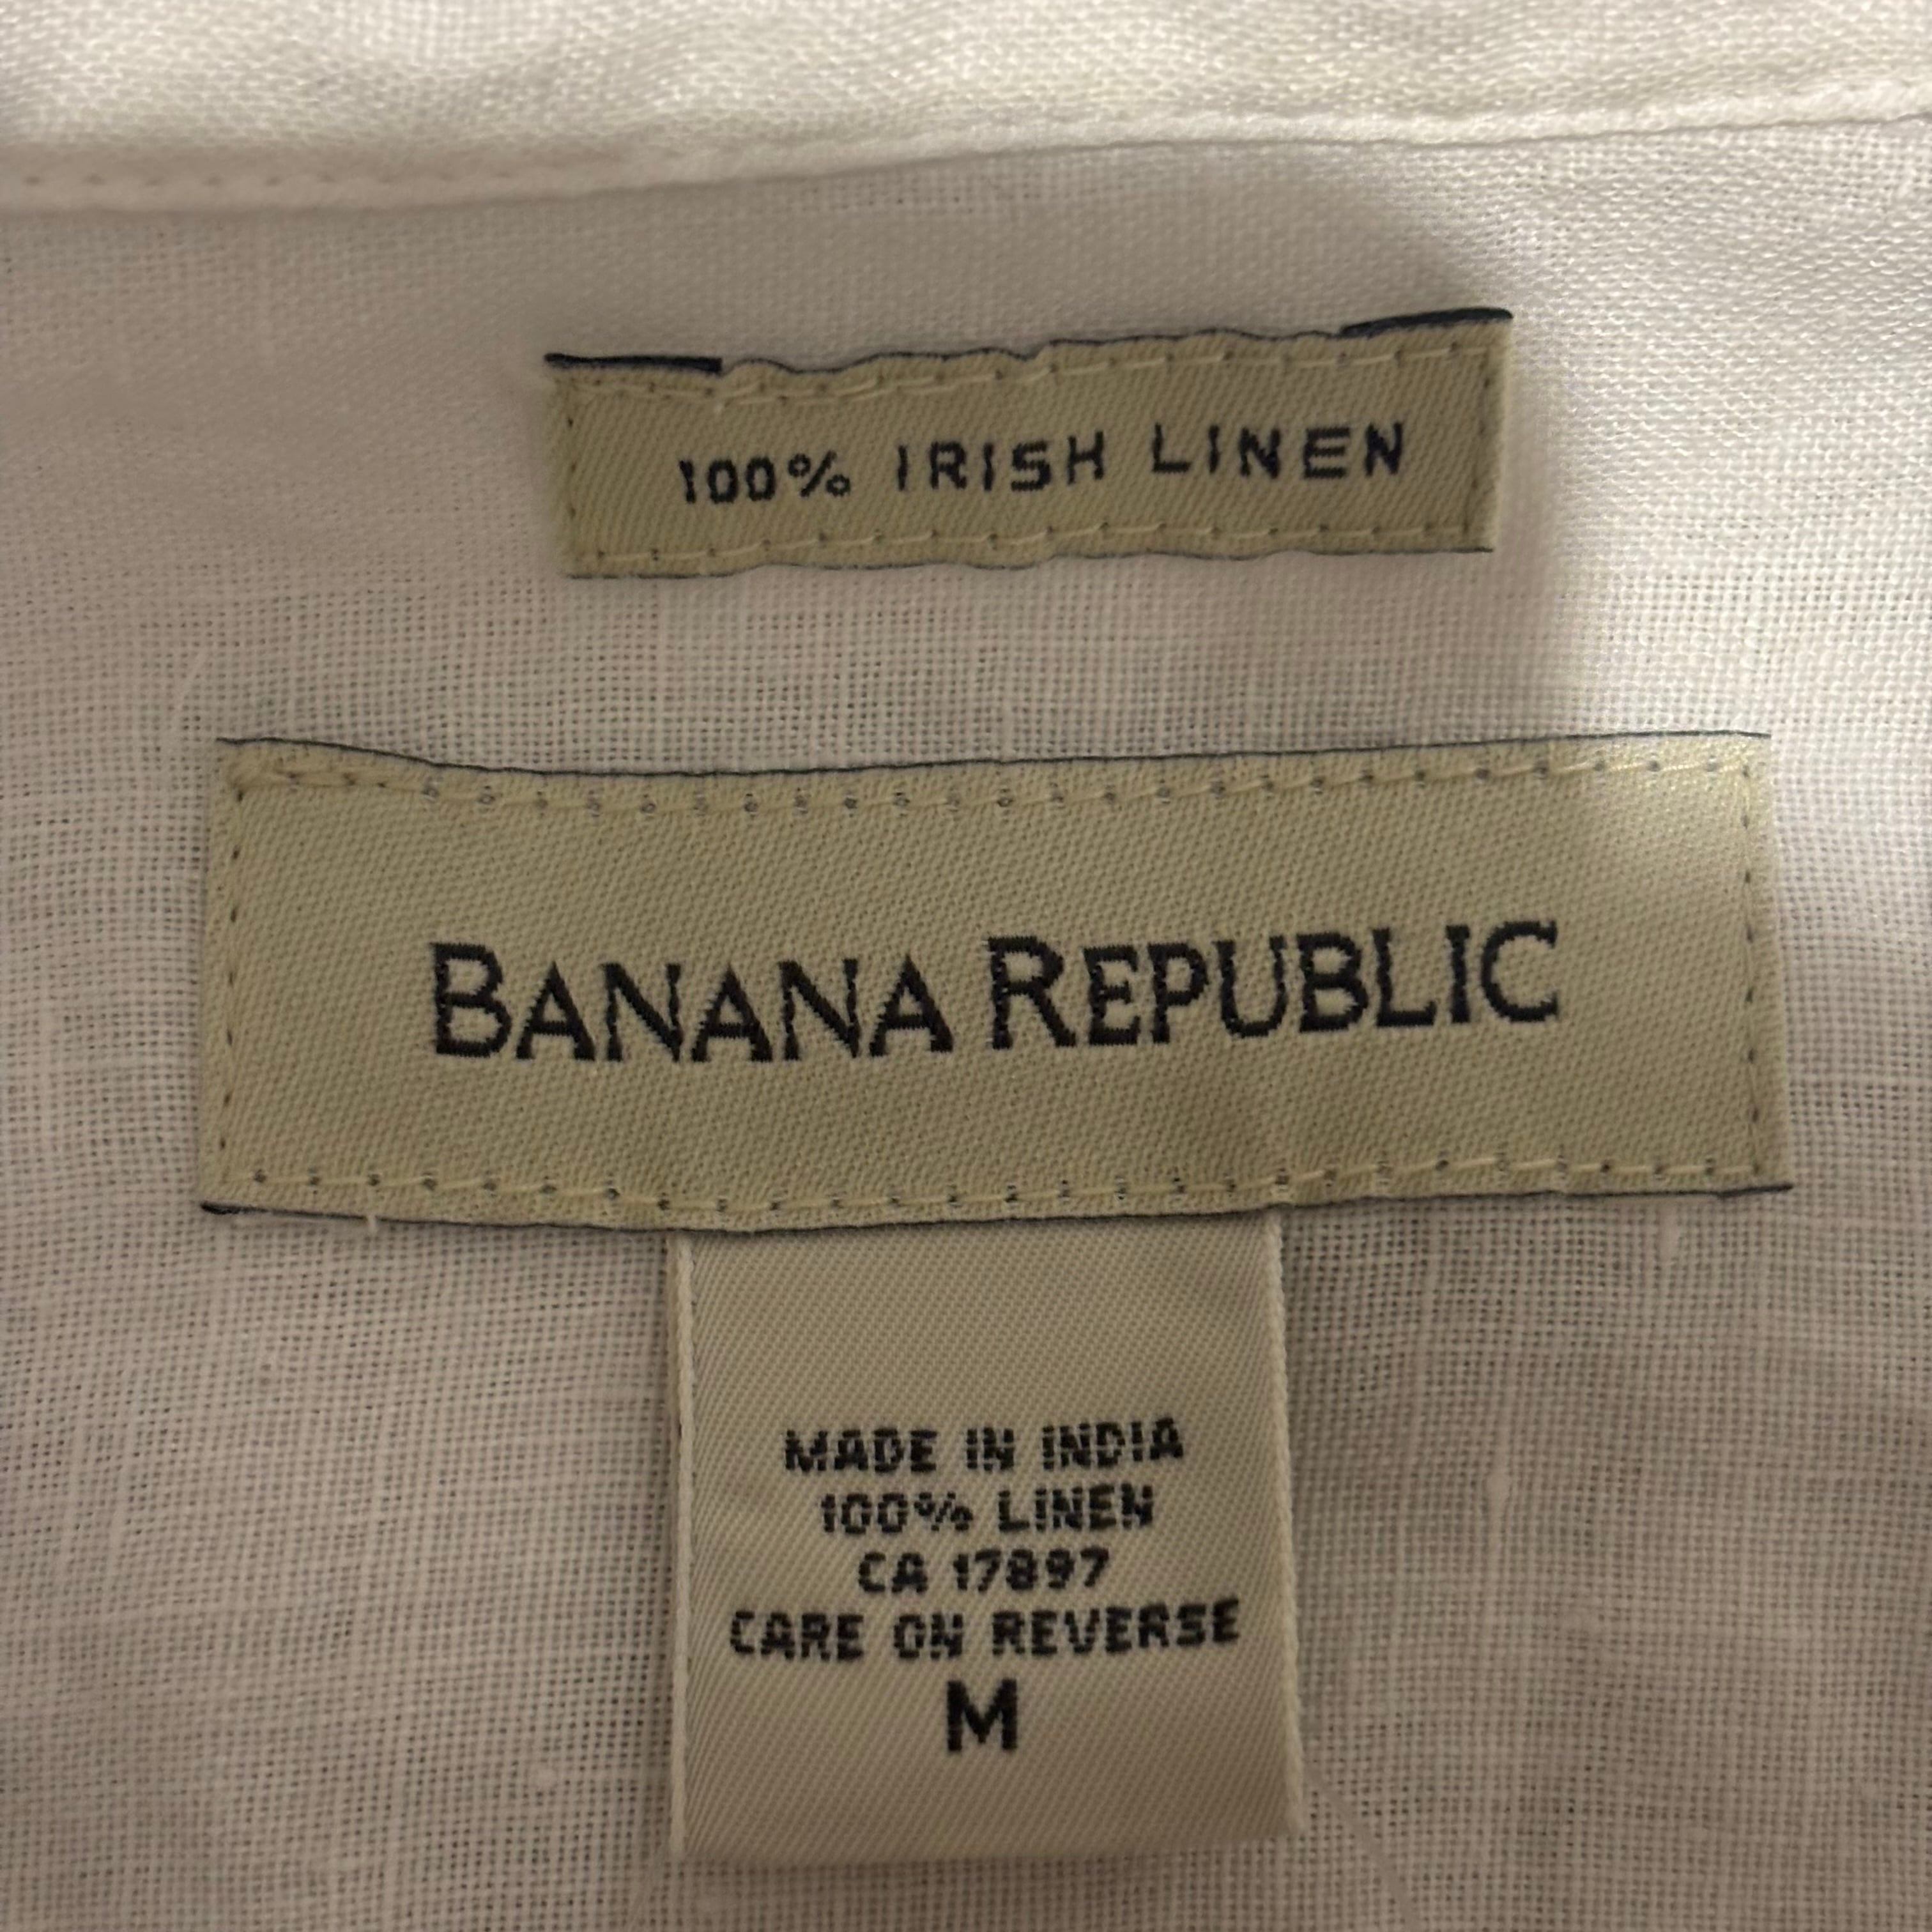 100% IRISH LINEN
BANANA REPUBLIC
MADE IN INDIA
100% LINEN
CA 17897
CARE ON REVERSE
M